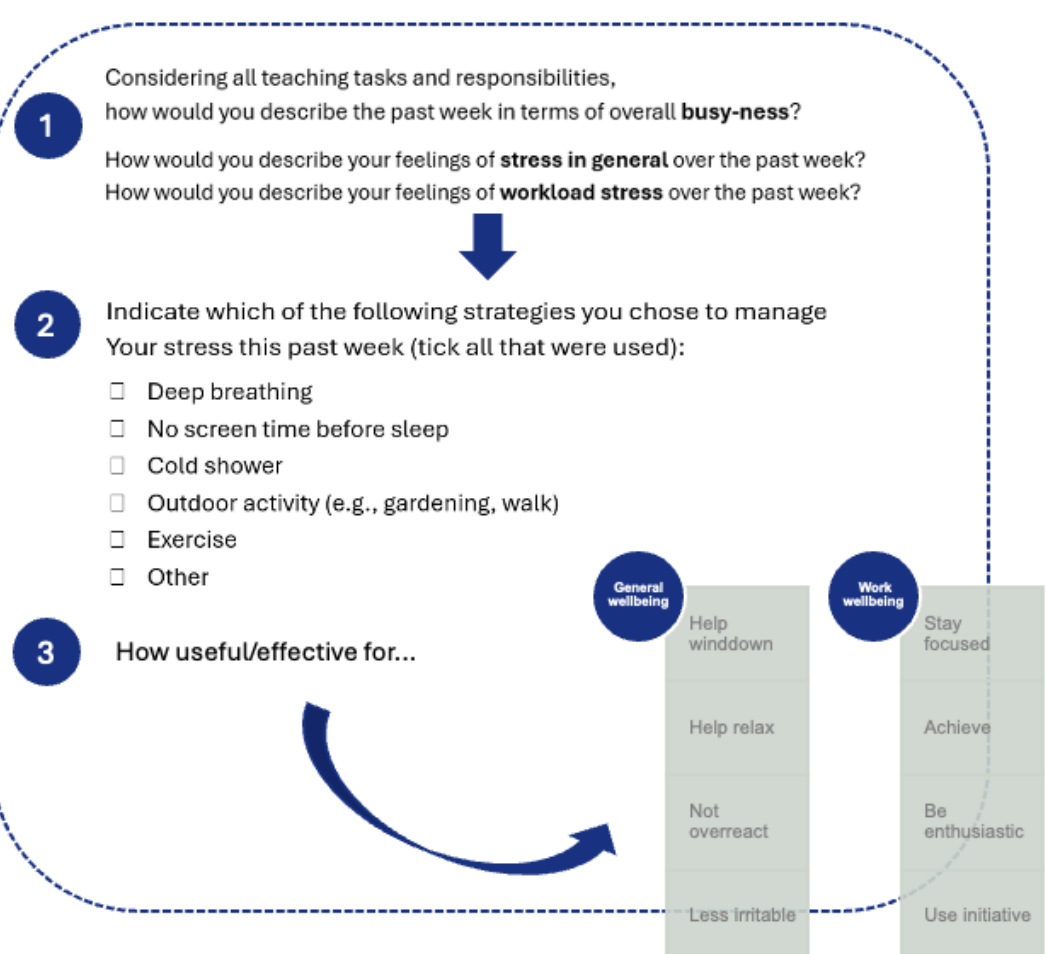 1
Considering all teaching tasks and responsibilities,
how would you describe the past week in terms of overall busy-ness?
How would you describe your feelings of stress in general over the past week?
How would you describe your feelings of workload stress over the past week?
2
Indicate which of the following strategies you chose to manage
Your stress this past week (tick all that were used):
☐ Deep breathing
☐ No screen time before sleep
☐ Cold shower
☐ Outdoor activity (e.g., gardening, walk)
☐ Exercise
☐ Other
3
How useful/effective for...
General
wellbeing
Help
winddown
Help relax
Not
overreact
Less irritable
Work
wellbeing
Stay
focused
Achieve
Be
enthusiastic
Use initiative